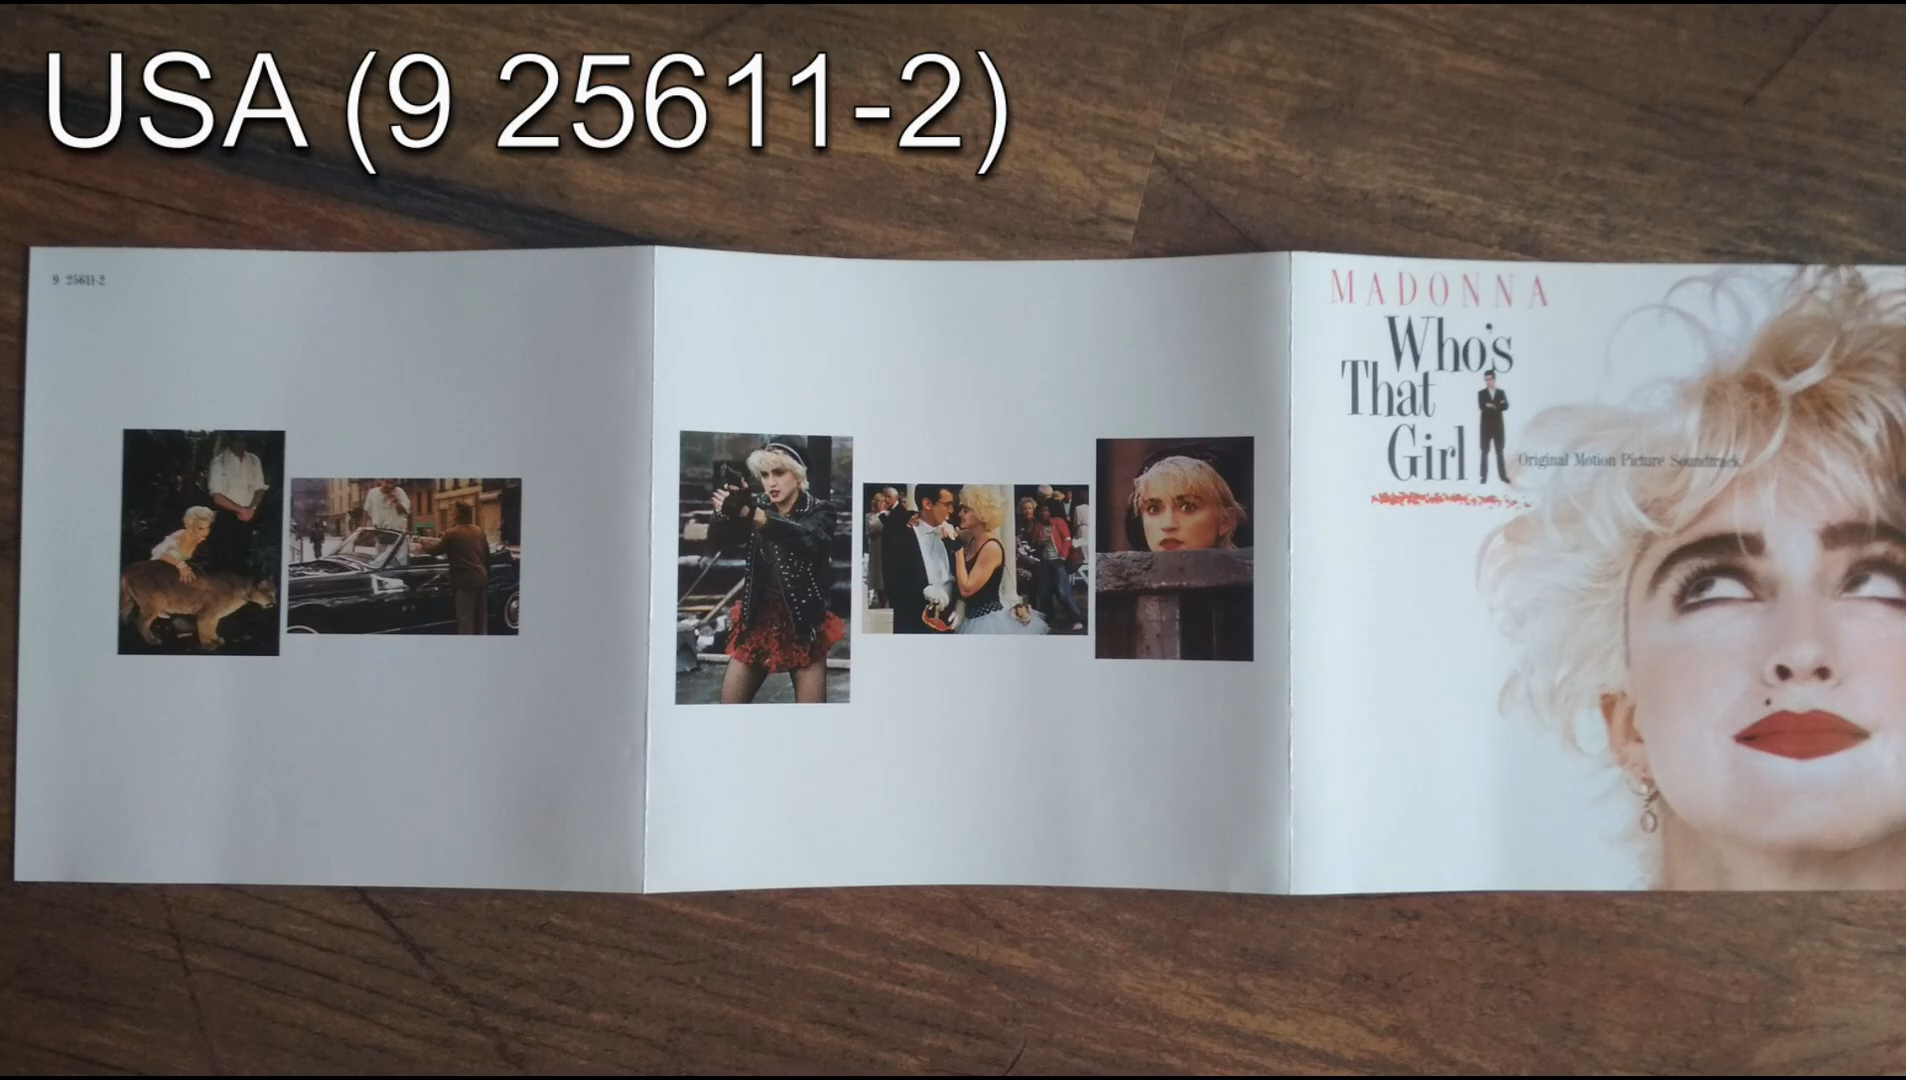 USA (9 25611-2)
9 25611-2
MADONNA
Who's
That
Girl
Original Motion Picture Soundtrack